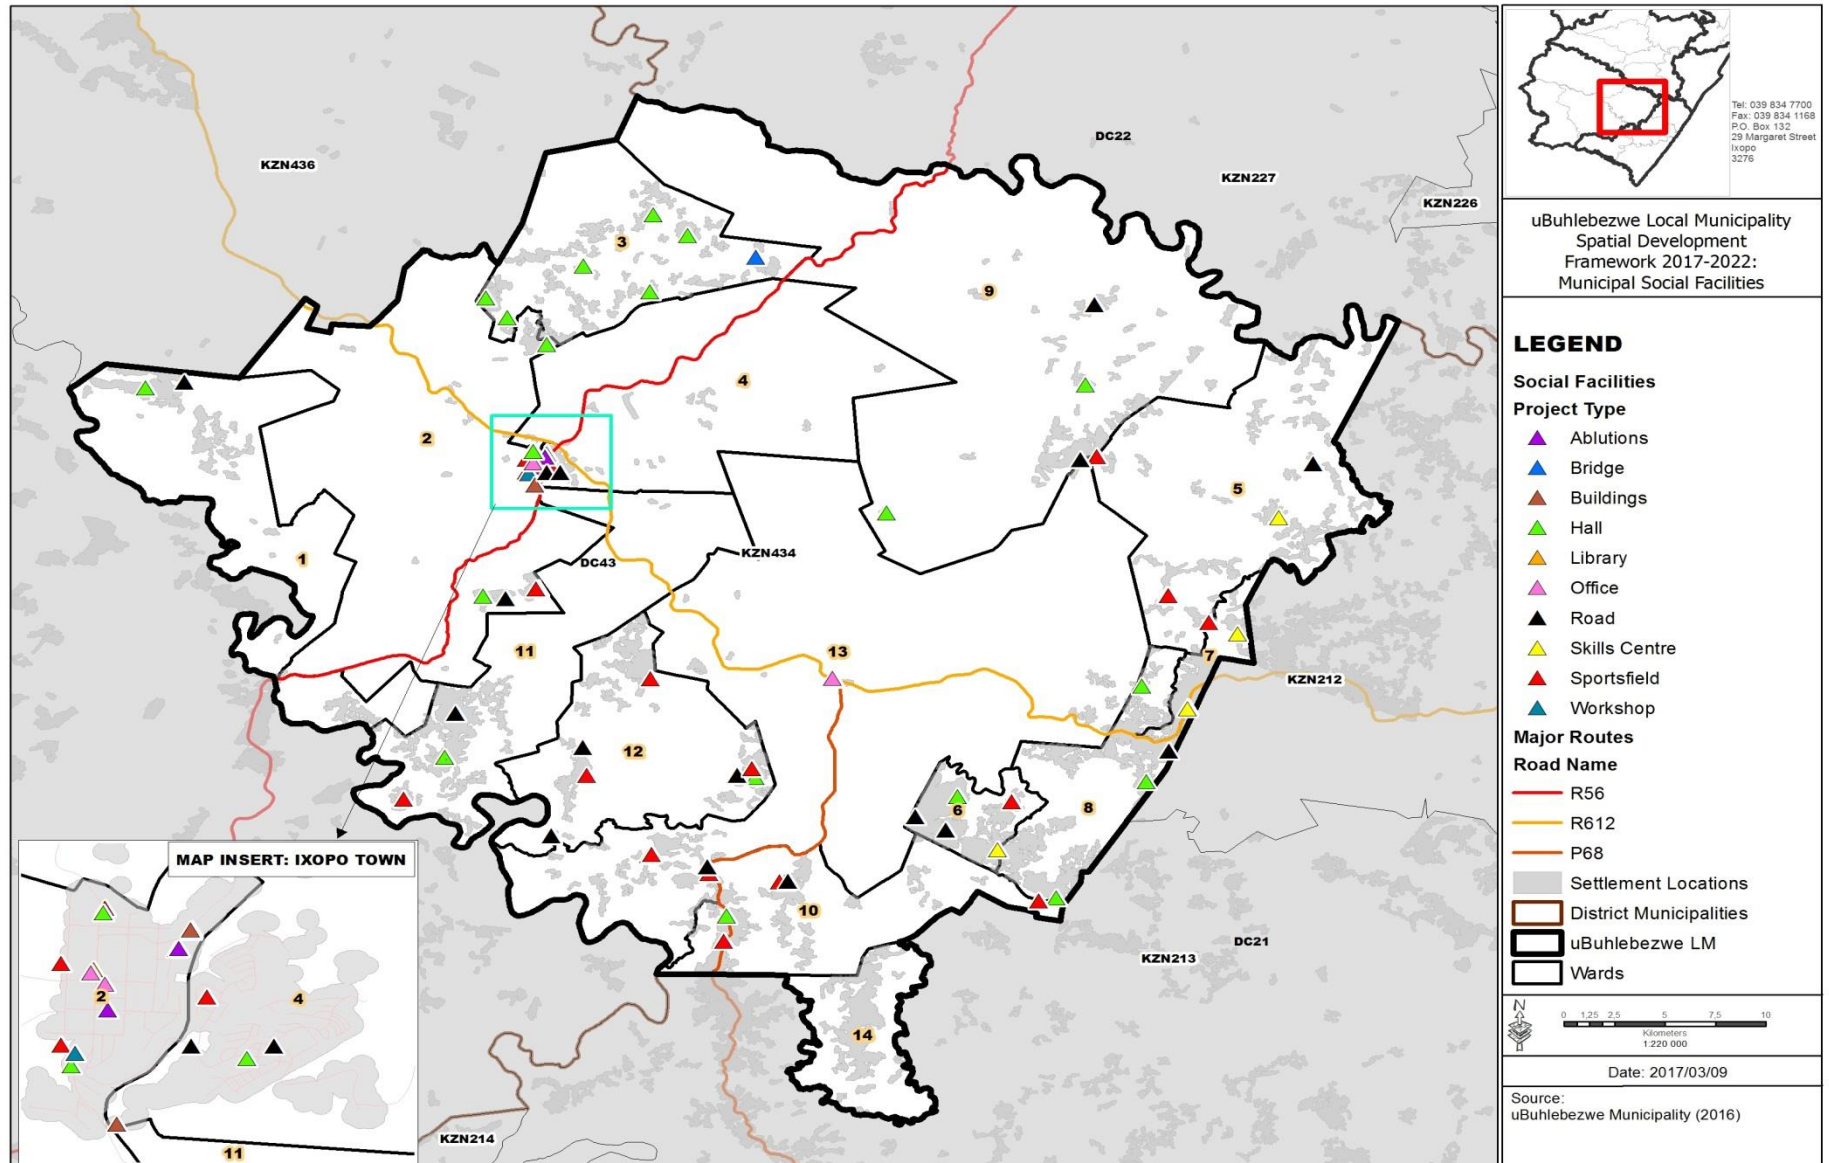 KZN436
DC22
KZN227
KZN226
3
9
4
2
5
1
KZN434
DC43
11
13
7
KZN212
12
6
8
10
DC21
KZN213
14
KZN214
MAP INSERT: IXOPO TOWN
2
4
11
Tel: 039 834 7700
Fax: 039 834 1168
P.O. Box 132
29 Margaret Street
Ixopo
3276
uBuhlebezwe Local Municipality
Spatial Development
Framework 2017-2022:
Municipal Social Facilities
LEGEND
Social Facilities
Project Type
Ablutions
Bridge
Buildings
Hall
Library
Office
Road
Skills Centre
Sportsfield
Workshop
Major Routes
Road Name
R56
R612
P68
Settlement Locations
District Municipalities
uBuhlebezwe LM
Wards
N
0 1,25 2,5 5 7,5 10
Kilometers
1:220 000
Date: 2017/03/09
Source:
uBuhlebezwe Municipality (2016)